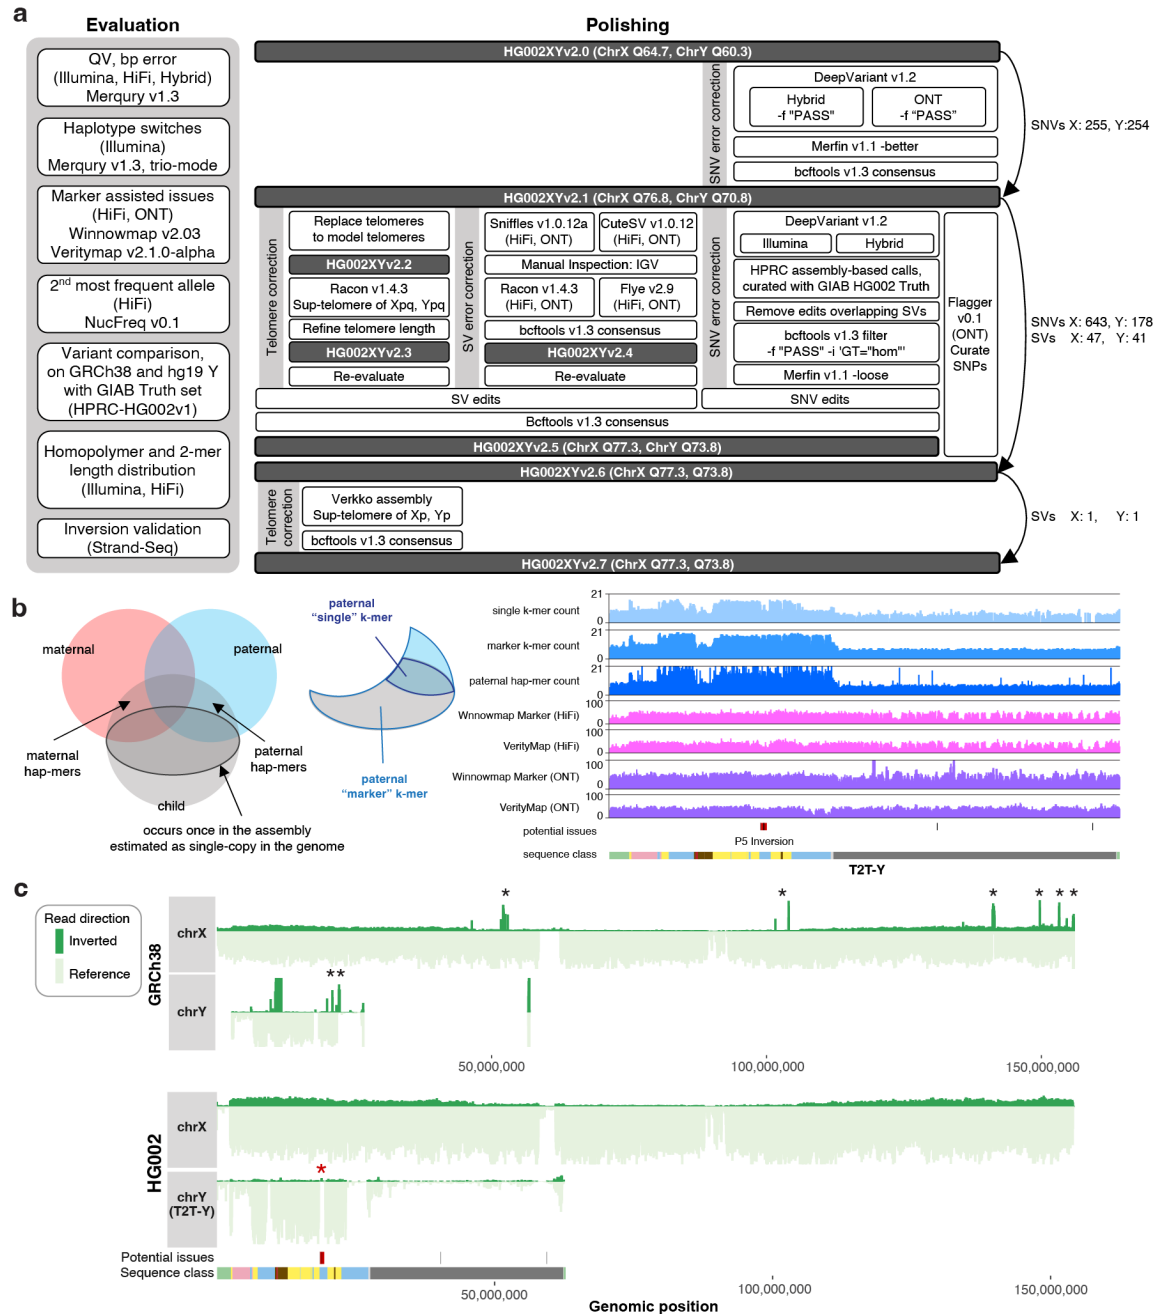 a
Evaluation
Polishing
QV, bp error
(Illumina, HiFi, Hybrid)
Merqury v1.3
Haplotype switches
(Illumina)
Merqury v1.3, trio-mode
Marker assisted issues
(HiFi, ONT)
Winnowmap v2.03
Veritymap v2.1.0-alpha
2nd most frequent allele
(HiFi)
NucFreq v0.1
Variant comparison,
on GRCh38 and hg19 Y
with GIAB Truth set
(HPRC-HG002v1)
Homopolymer and 2-mer
length distribution
(Illumina, HiFi)
Inversion validation
(Strand-Seq)
HG002XYv2.0 (ChrX Q64.7, ChrY Q60.3)
SNV error correction
DeepVariant v1.2
Hybrid
-f "PASS"
ONT
-f “PASS”
Merfin v1.1 -better
bcftools v1.3 consensus
SNVs X: 255, Y:254
HG002XYv2.1 (ChrX Q76.8, ChrY Q70.8)
Telomere correction
Replace telomeres
to model telomeres
HG002XYv2.2
Racon v1.4.3
Sup-telomere of Xpq, Ypq
Refine telomere length
HG002XYv2.3
Re-evaluate
SV error correction
Sniffles v1.0.12a
(HiFi, ONT)
CuteSV v1.0.12
(HiFi, ONT)
Manual Inspection: IGV
Racon v1.4.3
(HiFi, ONT)
Flye v2.9
(HiFi, ONT)
bcftools v1.3 consensus
HG002XYv2.4
Re-evaluate
SNV error correction
DeepVariant v1.2
Illumina
Hybrid
HPRC assembly-based calls,
curated with GIAB HG002 Truth
Remove edits overlapping SVs
bcftools v1.3 filter
-f "PASS" -i 'GT="hom"'
Merfin v1.1 -loose
Flagger
v0.1
(ONT)
Curate
SNPs
SNVs X: 643, Y: 178
SVs X: 47, Y: 41
SV edits
SNV edits
Bcftools v1.3 consensus
HG002XYv2.5 (ChrX Q77.3, ChrY Q73.8)
HG002XYv2.6 (ChrX Q77.3, Q73.8)
Telomere
correction
Verkko assembly
Sup-telomere of Xp, Yp
bcftools v1.3 consensus
SVs X: 1, Y: 1
HG002XYv2.7 (ChrX Q77.3, Q73.8)
b
maternal
paternal
maternal
hap-mers
paternal
hap-mers
child
occurs once in the assembly
estimated as single-copy in the genome
paternal
“single” k-mer
paternal
“marker” k-mer
single k-mer count
21
0
marker k-mer count
21
0
paternal hap-mer count
21
0
Wnnowmap Marker (HiFi)
100
0
VerityMap (HiFi)
100
0
Winnowmap Marker (ONT)
100
0
VerityMap (ONT)
100
0
potential issues
P5 Inversion
sequence class
T2T-Y
c
Read direction
Inverted
Reference
GRCh38
chrX
* * * * * *
chrY
**
50,000,000
100,000,000
150,000,000
HG002
chrX
chrY
(T2T-Y)
*
Potential issues
Sequence class
50,000,000
100,000,000
150,000,000
Genomic position